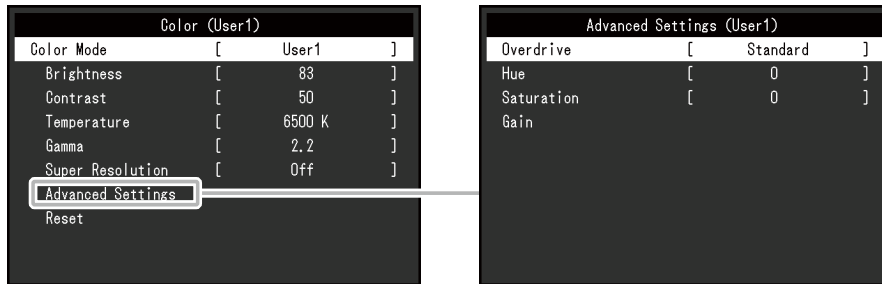 Color (User1)
Color Mode [ User1 ]
Brightness [ 83 ]
Contrast [ 50 ]
Temperature [ 6500 K ]
Gamma [ 2.2 ]
Super Resolution [ Off ]
Advanced Settings
Reset
Advanced Settings (User1)
Overdrive [ Standard ]
Hue [ 0 ]
Saturation [ 0 ]
Gain